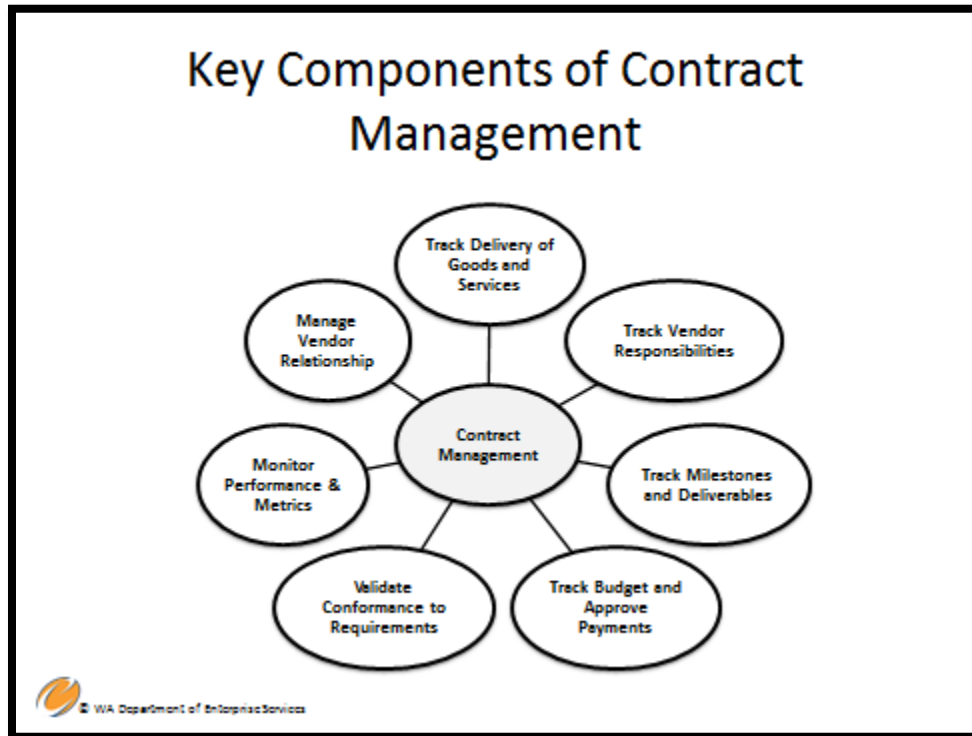 Key Components of Contract
Management
Track Delivery of
Goods and
Services
Manage
Vendor
Relationship
Track Vendor
Responsibilities
Contract
Management
Monitor
Performance &
Metrics
Track Milestones
and Deliverables
Validate
Conformance to
Requirements
Track Budget and
Approve
Payments
© WA Department of Enterprise Services